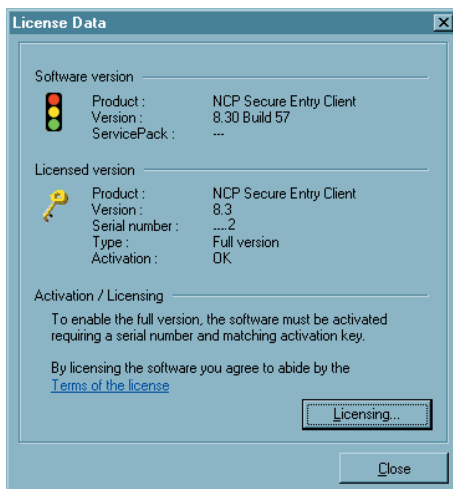 License Data
Software version
Product : NCP Secure Entry Client
Version : 8.30 Build 57
ServicePack : ---
Licensed version
Product : NCP Secure Entry Client
Version : 8.3
Serial number : ....2
Type : Full version
Activation : OK
Activation / Licensing
To enable the full version, the software must be activated
requiring a serial number and matching activation key.
By licensing the software you agree to abide by the
Terms of the license
Licensing...
Close